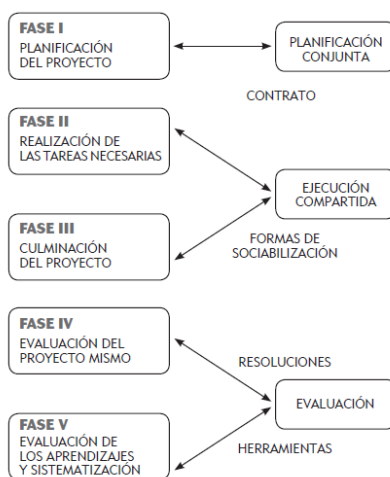 FASE I
PLANIFICACIÓN
DEL PROYECTO
PLANIFICACIÓN
CONJUNTA
CONTRATO
FASE II
REALIZACIÓN DE
LAS TAREAS NECESARIAS
EJECUCIÓN
COMPARTIDA
FASE III
CULMINACIÓN
DEL PROYECTO
FORMAS DE
SOCIABILIZACIÓN
FASE IV
EVALUACIÓN DEL
PROYECTO MISMO
RESOLUCIONES
EVALUACIÓN
FASE V
EVALUACIÓN DE
LOS APRENDIZAJES
Y SISTEMATIZACIÓN
HERRAMIENTAS